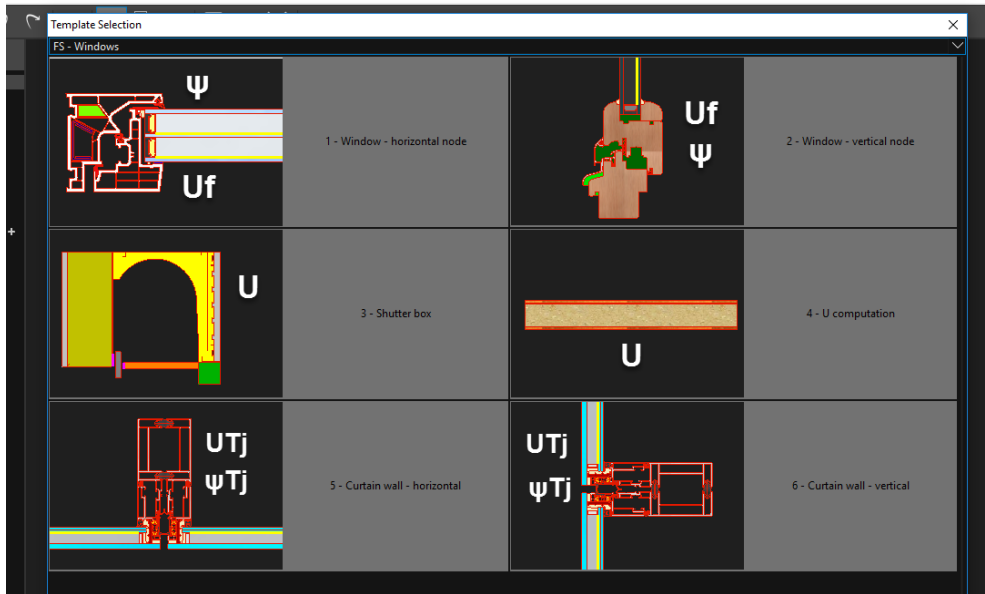 Template Selection
FS - Windows
ψ
Uf
1 - Window - horizontal node
Uf
ψ
2 - Window - vertical node
U
3 - Shutter box
U
4 - U computation
UTj
ψTj
5 - Curtain wall - horizontal
UTj
ψTj
6 - Curtain wall - vertical